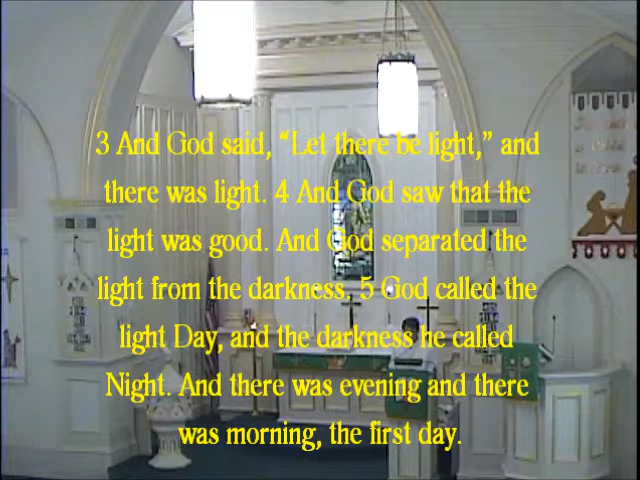 3 And God said, “Let there be light,” and
there was light. 4 And God saw that the
light was good. And God separated the
light from the darkness. 5 God called the
light Day, and the darkness he called
Night. And there was evening and there
was morning, the first day.